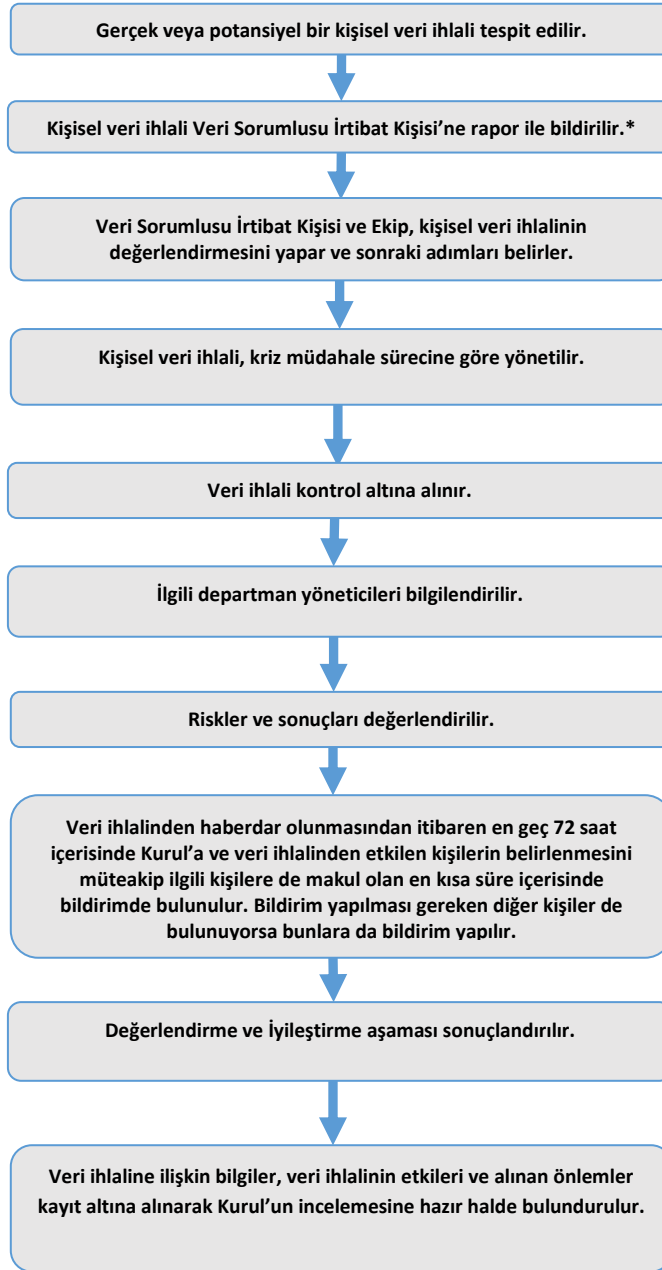 Gerçek veya potansiyel bir kişisel veri ihlali tespit edilir.
Kişisel veri ihlali Veri Sorumlusu İrtibat Kişisi’ne rapor ile bildirilir.*
Veri Sorumlusu İrtibat Kişisi ve Ekip, kişisel veri ihlalinin
değerlendirmesini yapar ve sonraki adımları belirler.
Kişisel veri ihlali, kriz müdahale sürecine göre yönetilir.
Veri ihlali kontrol altına alınır.
İlgili departman yöneticileri bilgilendirilir.
Riskler ve sonuçları değerlendirilir.
Veri ihlalinden haberdar olunmasından itibaren en geç 72 saat
içerisinde Kurul’a ve veri ihlalinden etkilen kişilerin belirlenmesini
müteakip ilgili kişilere de makul olan en kısa süre içerisinde
bildirimde bulunulur. Bildirim yapılması gereken diğer kişiler de
bulunuyorsa bunlara da bildirim yapılır.
Değerlendirme ve İyileştirme aşaması sonuçlandırılır.
Veri ihlaline ilişkin bilgiler, veri ihlalinin etkileri ve alınan önlemler
kayıt altına alınarak Kurul’un incelemesine hazır halde bulundurulur.